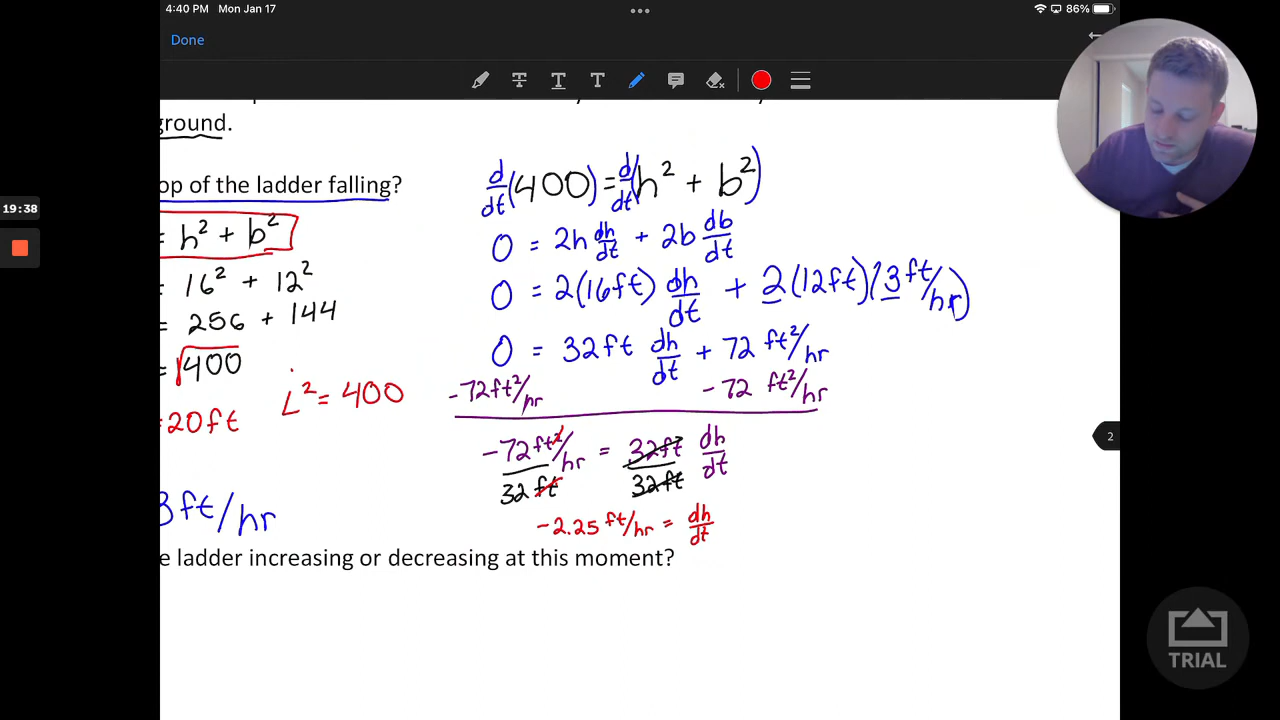 4:40 PM Mon Jan 17
86%
Done
T T T
ground.
op of the ladder falling?
= h² + b²
= 16² + 12²
= 256 + 144
= √400
=20ft
L² = 400
3ft/hr
d/dt(400) = d/dt(h² + b²)
0 = 2h dh/dt + 2b db/dt
0 = 2(16ft) dh/dt + 2(12ft)(3ft/hr)
0 = 32ft dh/dt + 72 ft²/hr
-72ft²/hr - 72 ft²/hr
-72ft²/hr = 32ft dh/dt
32ft 32ft
-2.25 ft/hr = dh/dt
e ladder increasing or decreasing at this moment?
19:38
2
TRIAL